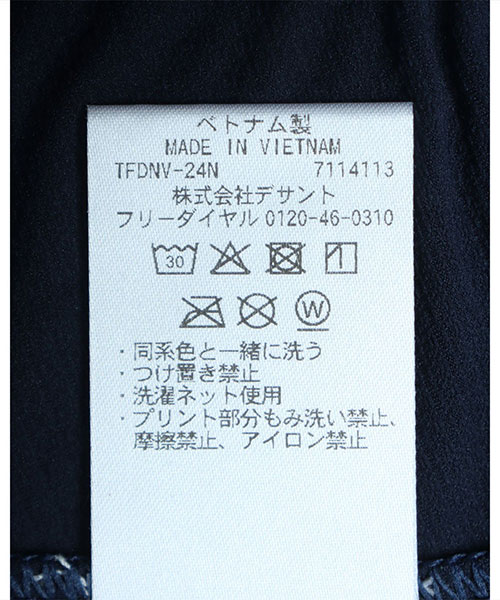 ベトナム製
MADE IN VIETNAM
TFDNV-24N 7114113
株式会社デサント
フリーダイヤル 0120-46-0310
30
W
・同系色と一緒に洗う
・つけ置き禁止
・洗濯ネット使用
・プリント部分もみ洗い禁止、
摩擦禁止、アイロン禁止